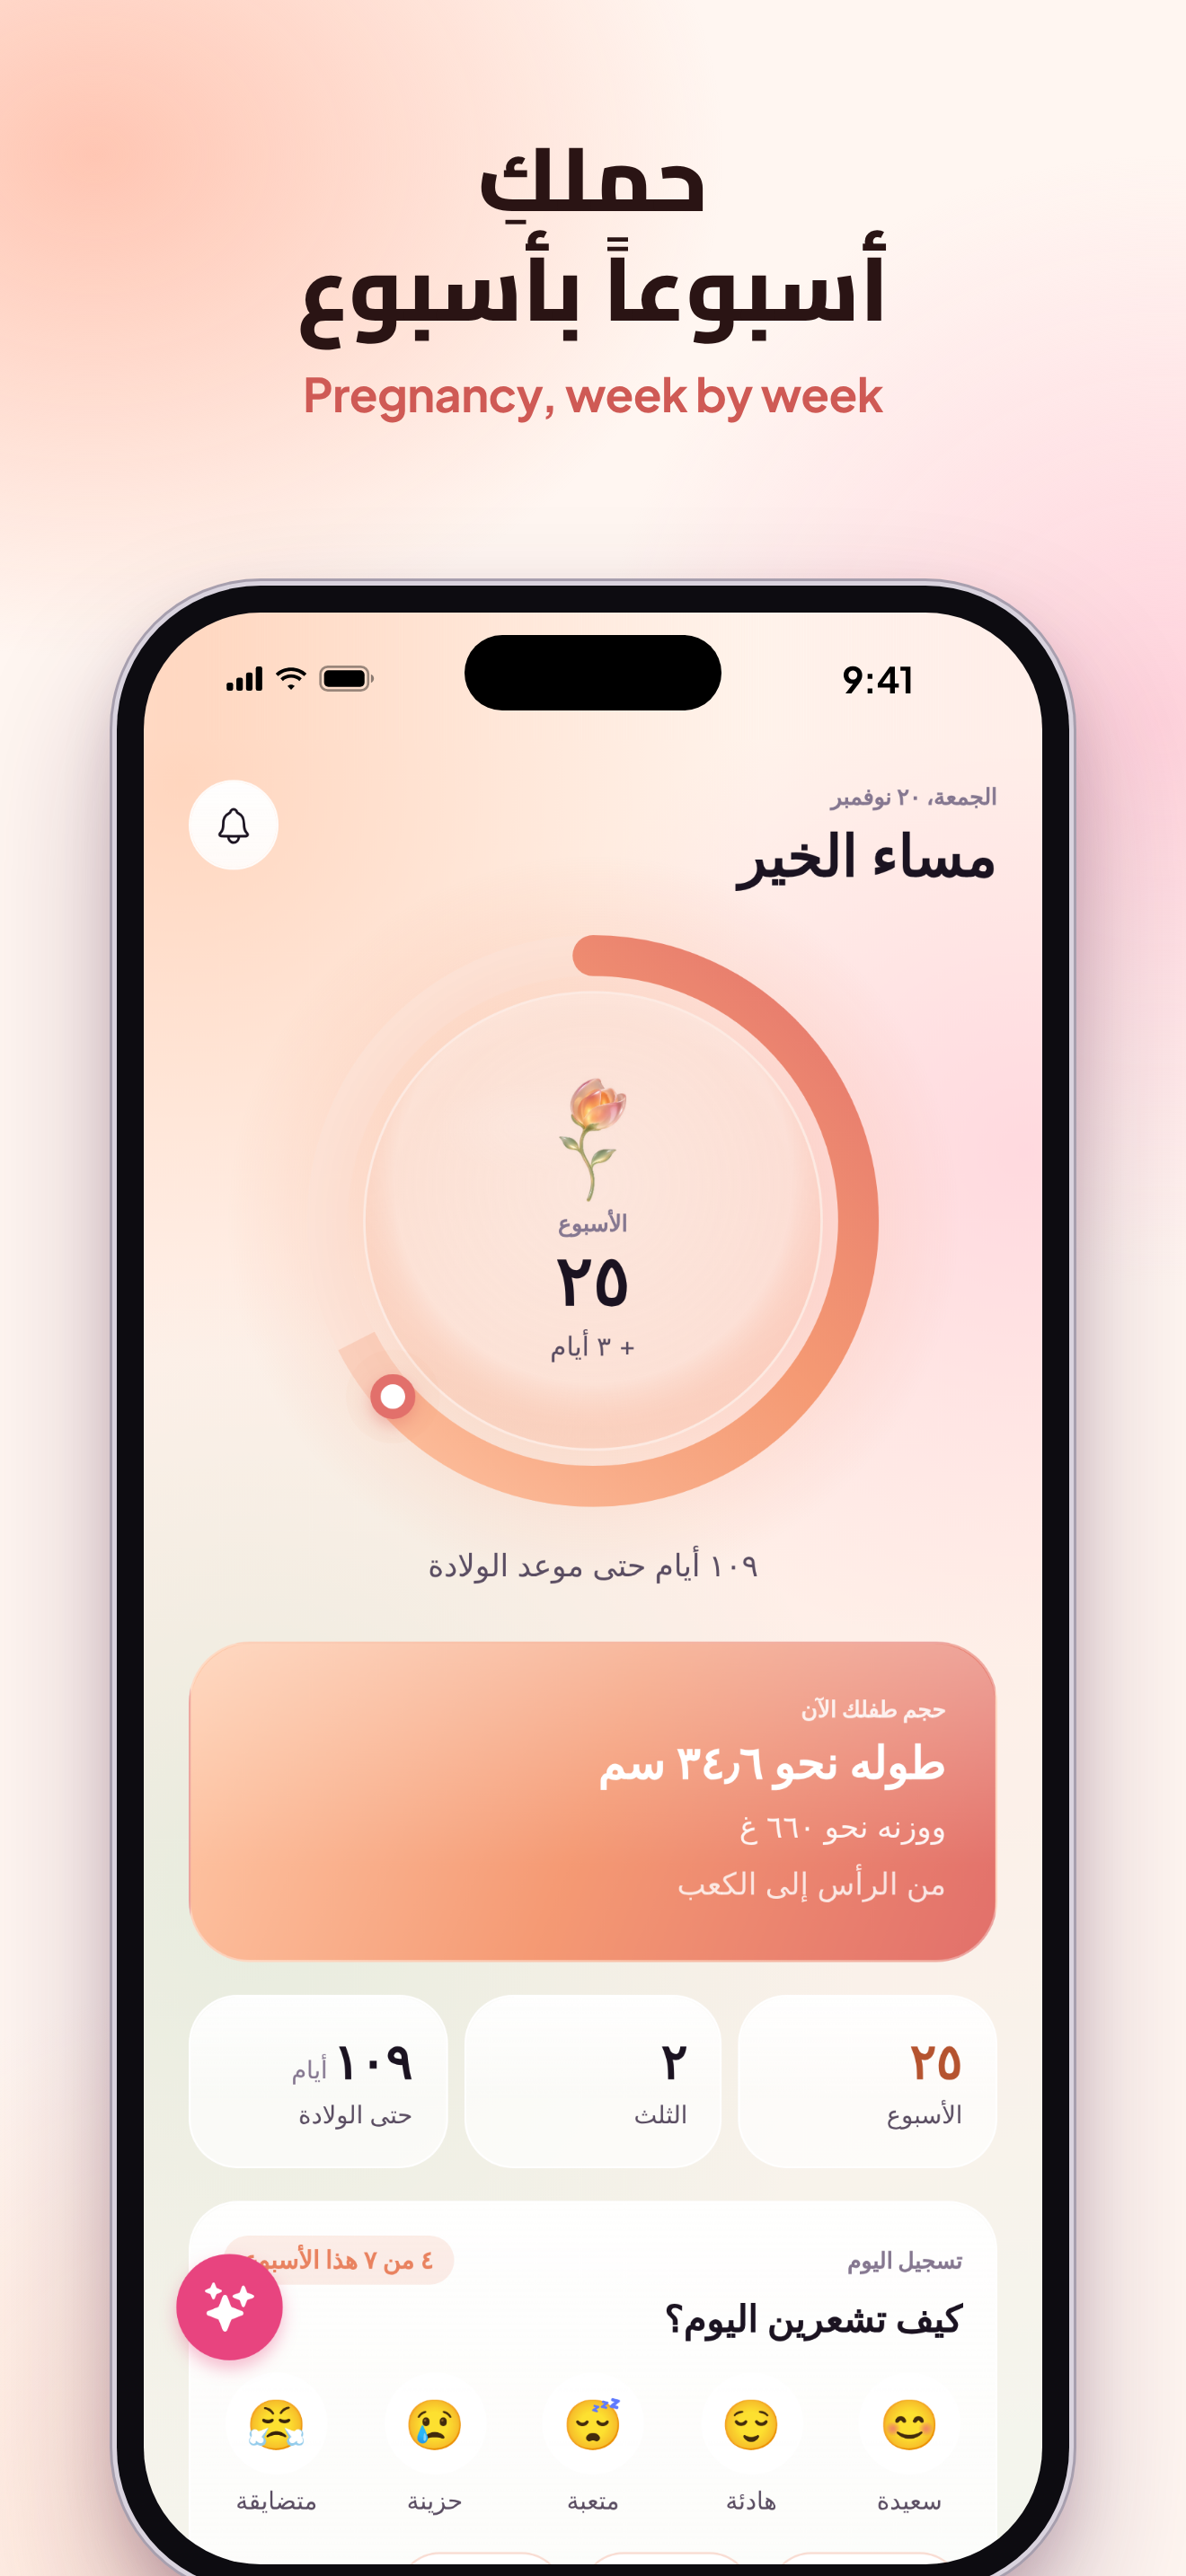 حملكِ
أسبوعاً بأسبوع
Pregnancy, week by week
9:41
الجمعة، ٢٠ نوفمبر
مساء الخير
الأسبوع
٢٥
+ ٣ أيام
١٠٩ أيام حتى موعد الولادة
حجم طفلك الآن
طوله نحو ٣٤٫٦ سم
ووزنه نحو ٦٦٠ غ
من الرأس إلى الكعب
٢٥
الأسبوع
٢
الثلث
١٠٩ أيام
حتى الولادة
تسجيل اليوم
٤ من ٧ هذا الأسبوع
كيف تشعرين اليوم؟
سعيدة
هادئة
متعبة
حزينة
متضايقة